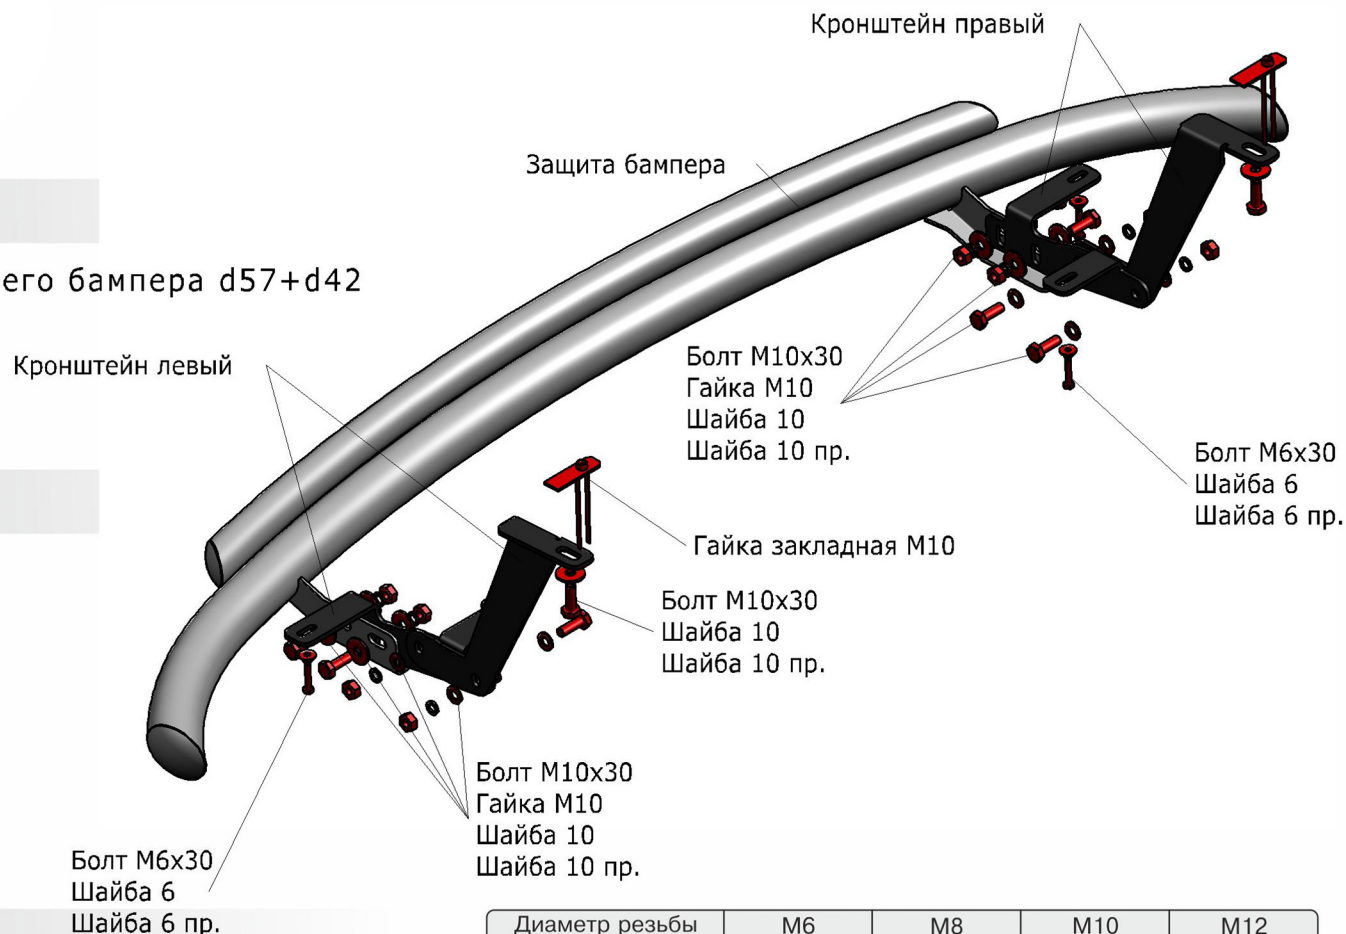 Кронштейн правый
Защита бампера
его бампера d57+d42
Кронштейн левый
Болт М10х30
Гайка М10
Шайба 10
Шайба 10 пр.
Болт М6х30
Шайба 6
Шайба 6 пр.
Гайка закладная М10
Болт М10х30
Шайба 10
Шайба 10 пр.
Болт М10х30
Гайка М10
Шайба 10
Шайба 10 пр.
Болт М6х30
Шайба 6
Шайба 6 пр.
Диаметр резьбы М6 М8 М10 М12